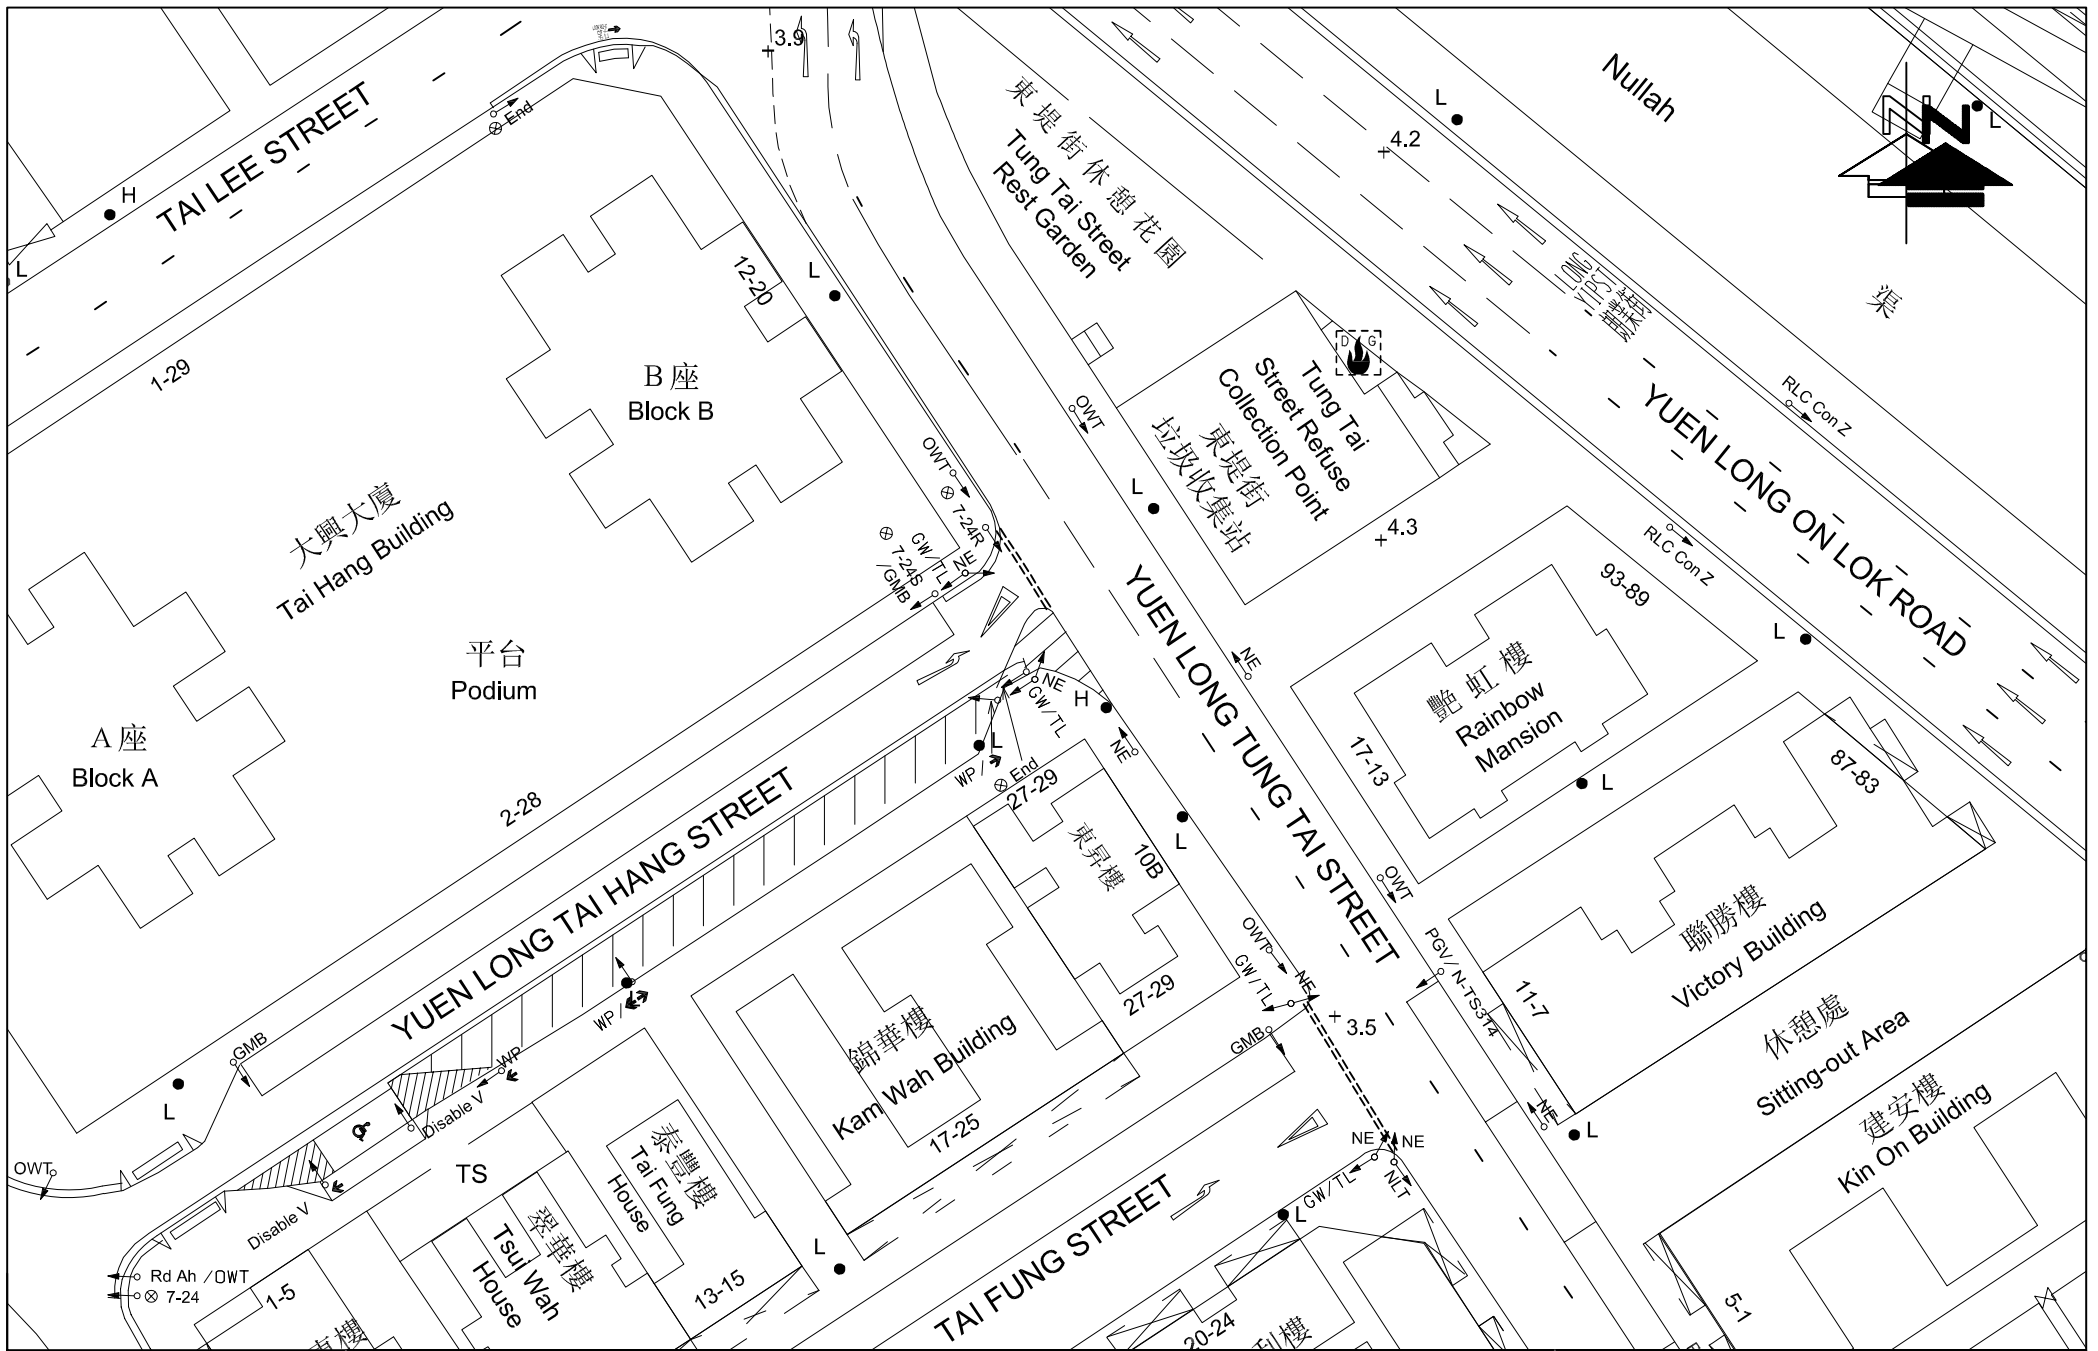 3.9
End
TAI LEE STREET
H
L
1-29
12-20
L
B座
Block B
大興大廈
Tai Hang Building
平台
Podium
A座
Block A
2-28
東堤街休憩花園
Tung Tai Street
Rest Garden
4.2
L
Nullah
渠
N
L
D G
Tung Tai
Street Refuse
Collection Point
東堤街
垃圾收集站
4.3
L
OWT
OWT
7-24R
NE
GW/TL
7-24S
/GMB
YUEN LONG ON LOK ROAD
RLC Con Z
RLC Con Z
L
93-89
艷虹樓
Rainbow
Mansion
17-13
L
87-83
YUEN LONG TUNG TAI STREET
NE
NE
GW/TL
H
NE
L
WP /
End
27-29
東昇樓
10B
27-29
L
OWT
聯勝樓
Victory Building
11-7
PGV / N-TS314
休憩處
Sitting-out Area
建安樓
Kin On Building
NE
L
5-1
YUEN LONG TAI HANG STREET
WP /
WP
Disable V
Disable V
GMB
L
OWT
Rd Ah / OWT
7-24
1-5
TS
翠華樓
Tsui Wah
House
泰豐樓
Tai Fung
House
13-15
L
錦華樓
Kam Wah Building
17-25
OWT
GW/TL
NE
GMB
3.5
NE
NE
NLT
GW/TL
L
TAI FUNG STREET
20-24
利樓
東樓